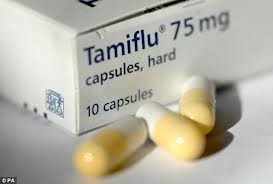 Tamiflu® 75 mg
capsules, hard
10 capsules
© PA